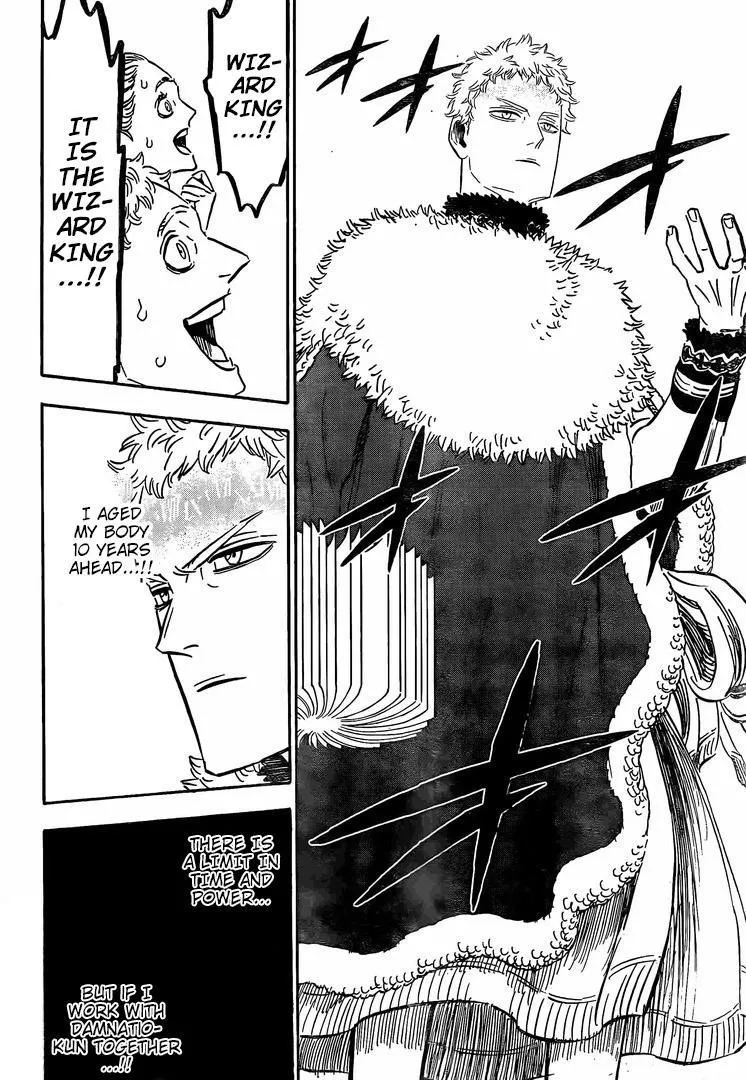 WIZ-
ARD
KING
...!!
IT
IS
THE
WIZ-
ARD
KING
...!!
I AGED
MY BODY
10 YEARS
AHEAD...!!
THERE IS
A LIMIT IN
TIME AND
POWER...
BUT IF I
WORK WITH
DAMNATIO-
KUN TOGETHER
...!!